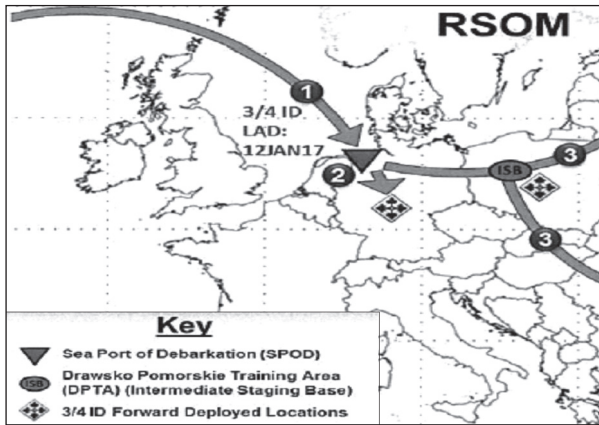 RSOM
1
3/4 ID
LAD:
12JAN17
2
ISB
3
3
Key
Sea Port of Debarkation (SPOD)
ISB
Drawsko Pomorskie Training Area
(DPTA) (Intermediate Staging Base)
3/4 ID Forward Deployed Locations